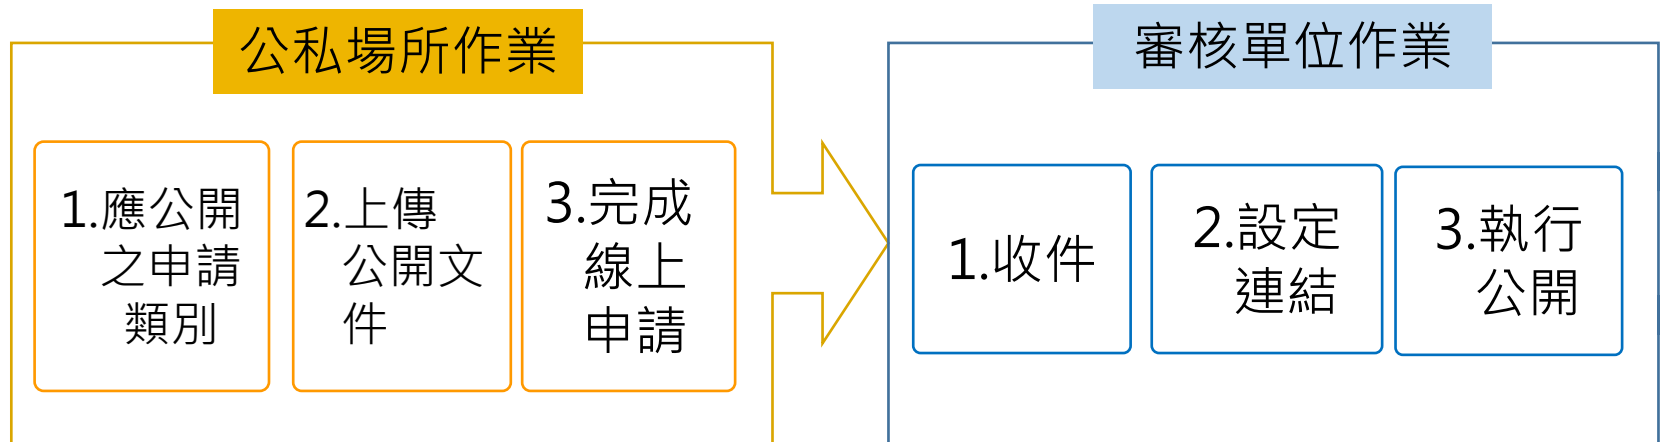 公私場所作業
1.應公開
之申請
類別
2.上傳
公開文
件
3.完成
線上
申請
審核單位作業
1.收件
2.設定
連結
3.執行
公開